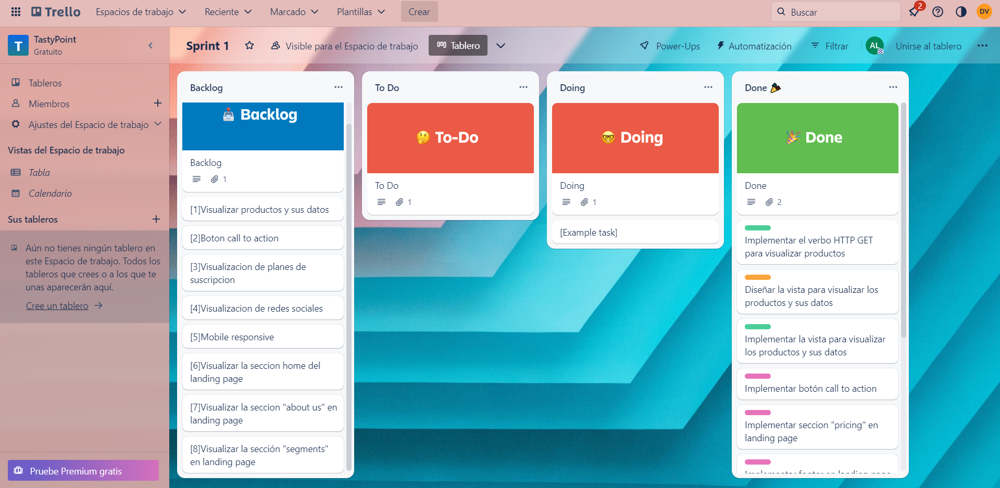 Trello
Espacios de trabajo
Reciente
Marcado
Plantillas
Crear
Buscar
2
DV
T
TastyPoint
Gratuito
Sprint 1
Visible para el Espacio de trabajo
Tablero
Power-Ups
Automatización
Filtrar
AL
Unirse al tablero
Tableros
Miembros
Ajustes del Espacio de trabajo
Vistas del Espacio de trabajo
Tabla
Calendario
Sus tableros
Aún no tienes ningún tablero en
este Espacio de trabajo. Todos los
tableros que crees o a los que te
unas aparecerán aquí.
Cree un tablero
Pruebe Premium gratis
Backlog
Backlog
Backlog
1
[1]Visualizar productos y sus datos
[2]Boton call to action
[3]Visualizacion de planes de
suscripcion
[4]Visualizacion de redes sociales
[5]Mobile responsive
[6]Visualizar la seccion home del
landing page
[7]Visualizar la seccion "about us" en
landing page
[8]Visualizar la sección "segments"
en landing page
To Do
To-Do
To Do
1
Doing
Doing
Doing
1
[Example task]
Done
Done
Done
2
Implementar el verbo HTTP GET
para visualizar productos
Diseñar la vista para visualizar los
productos y sus datos
Implementar la vista para visualizar
los productos y sus datos
Implementar botón call to action
Implementar seccion "pricing" en
landing page
Implementar footer en landing page